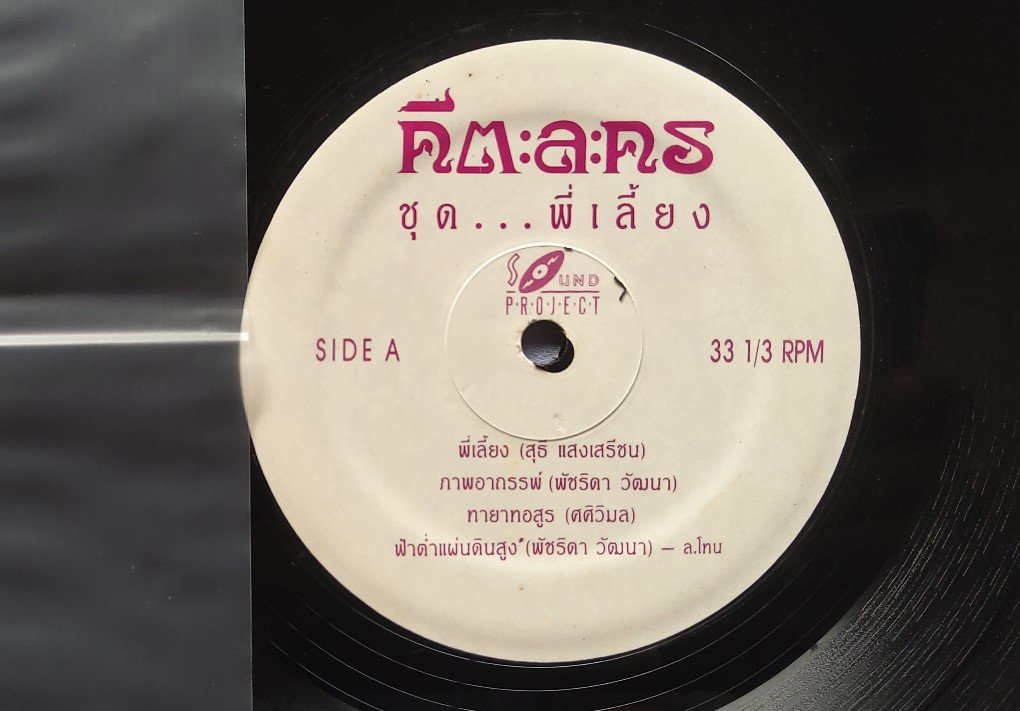 คีตะละคร
ชุด...พี่เลี้ยง
SOUND
P·R·O·J·E·C·T
SIDE A
33 1/3 RPM
พี่เลี้ยง (สุธี แสงเสรีชน)
ภาพอาถรรพ์ (พัชริดา วัฒนา)
ทายาทอสูร (ศศิวิมล)
ฟ้าต่ำแผ่นดินสูง* (พัชริดา วัฒนา) – ล.โทน